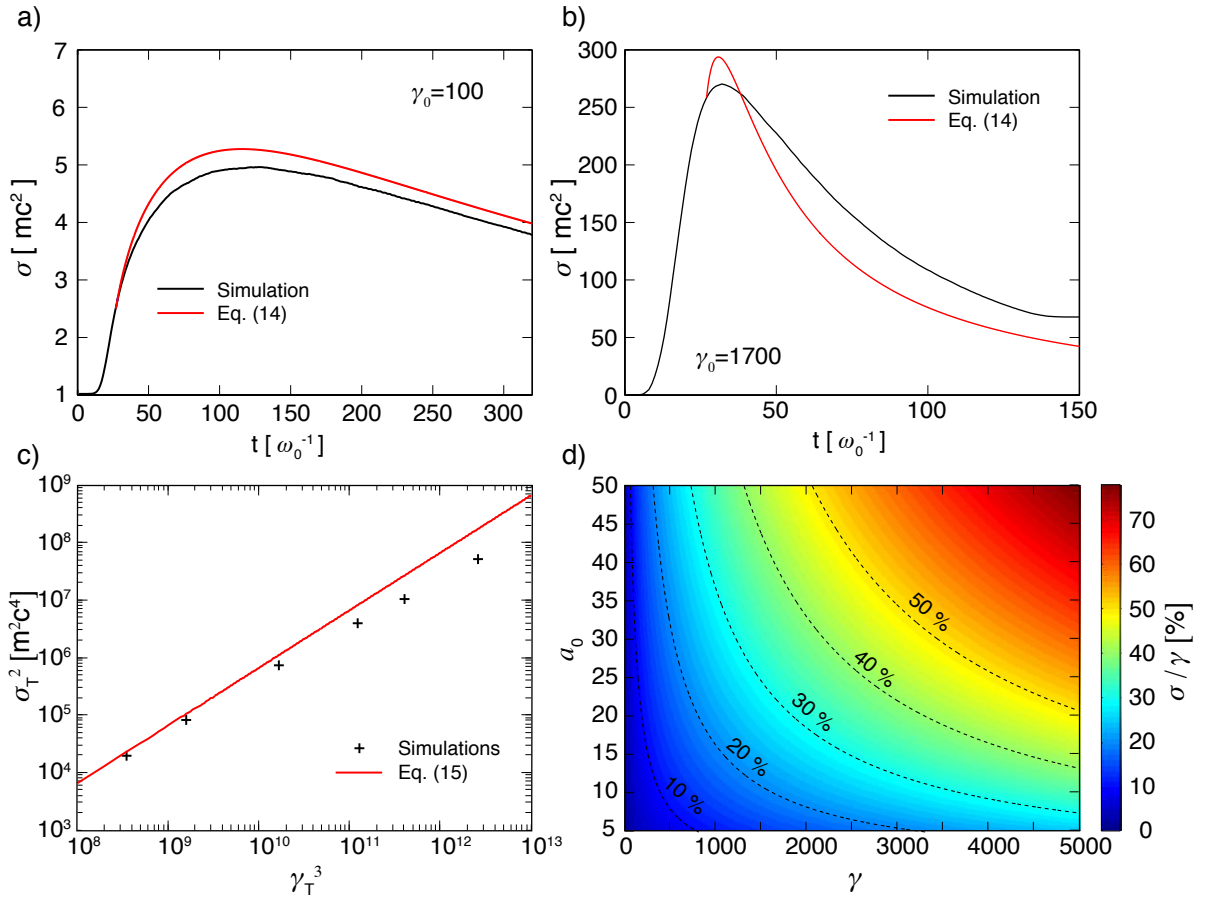 a)
7
6
5
4
3
2
1
σ [ mc²]
γ₀=100
Simulation
Eq. (14)
0 50 100 150 200 250 300
t [ ω₀⁻¹]
b)
300
250
200
150
100
50
0
σ [ mc²]
Simulation
Eq. (14)
γ₀=1700
0 50 100 150
t [ ω₀⁻¹]
c)
10⁹
10⁸
10⁷
10⁶
10⁵
10⁴
10³
σ_T² [m²c⁴]
Simulations
Eq. (15)
10⁸ 10⁹ 10¹⁰ 10¹¹ 10¹² 10¹³
γ_T³
d)
50
45
40
35
30
25
20
15
10
5
a₀
50 %
40 %
30 %
20 %
10 %
0 1000 2000 3000 4000 5000
γ
70
60
50
40
30
20
10
0
σ / γ [%]